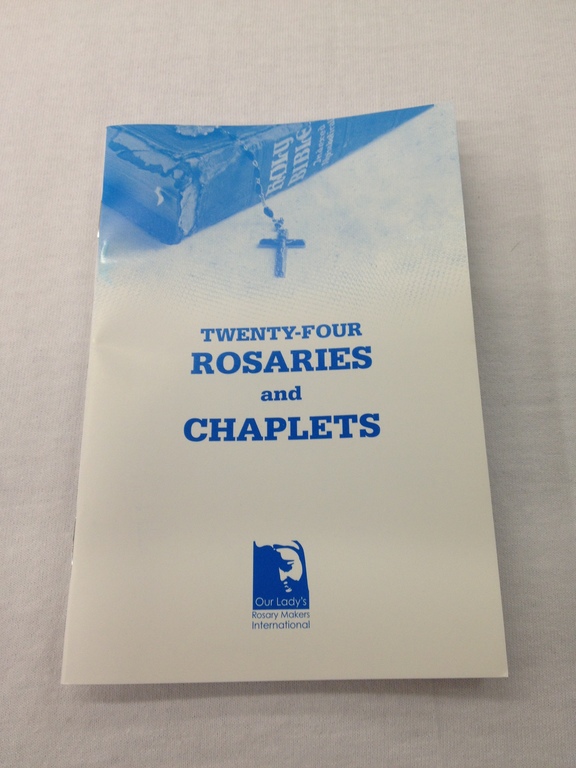 HOLY
BIBLE
TWENTY-FOUR
ROSARIES
and
CHAPLETS
Our Lady's
Rosary Makers
International